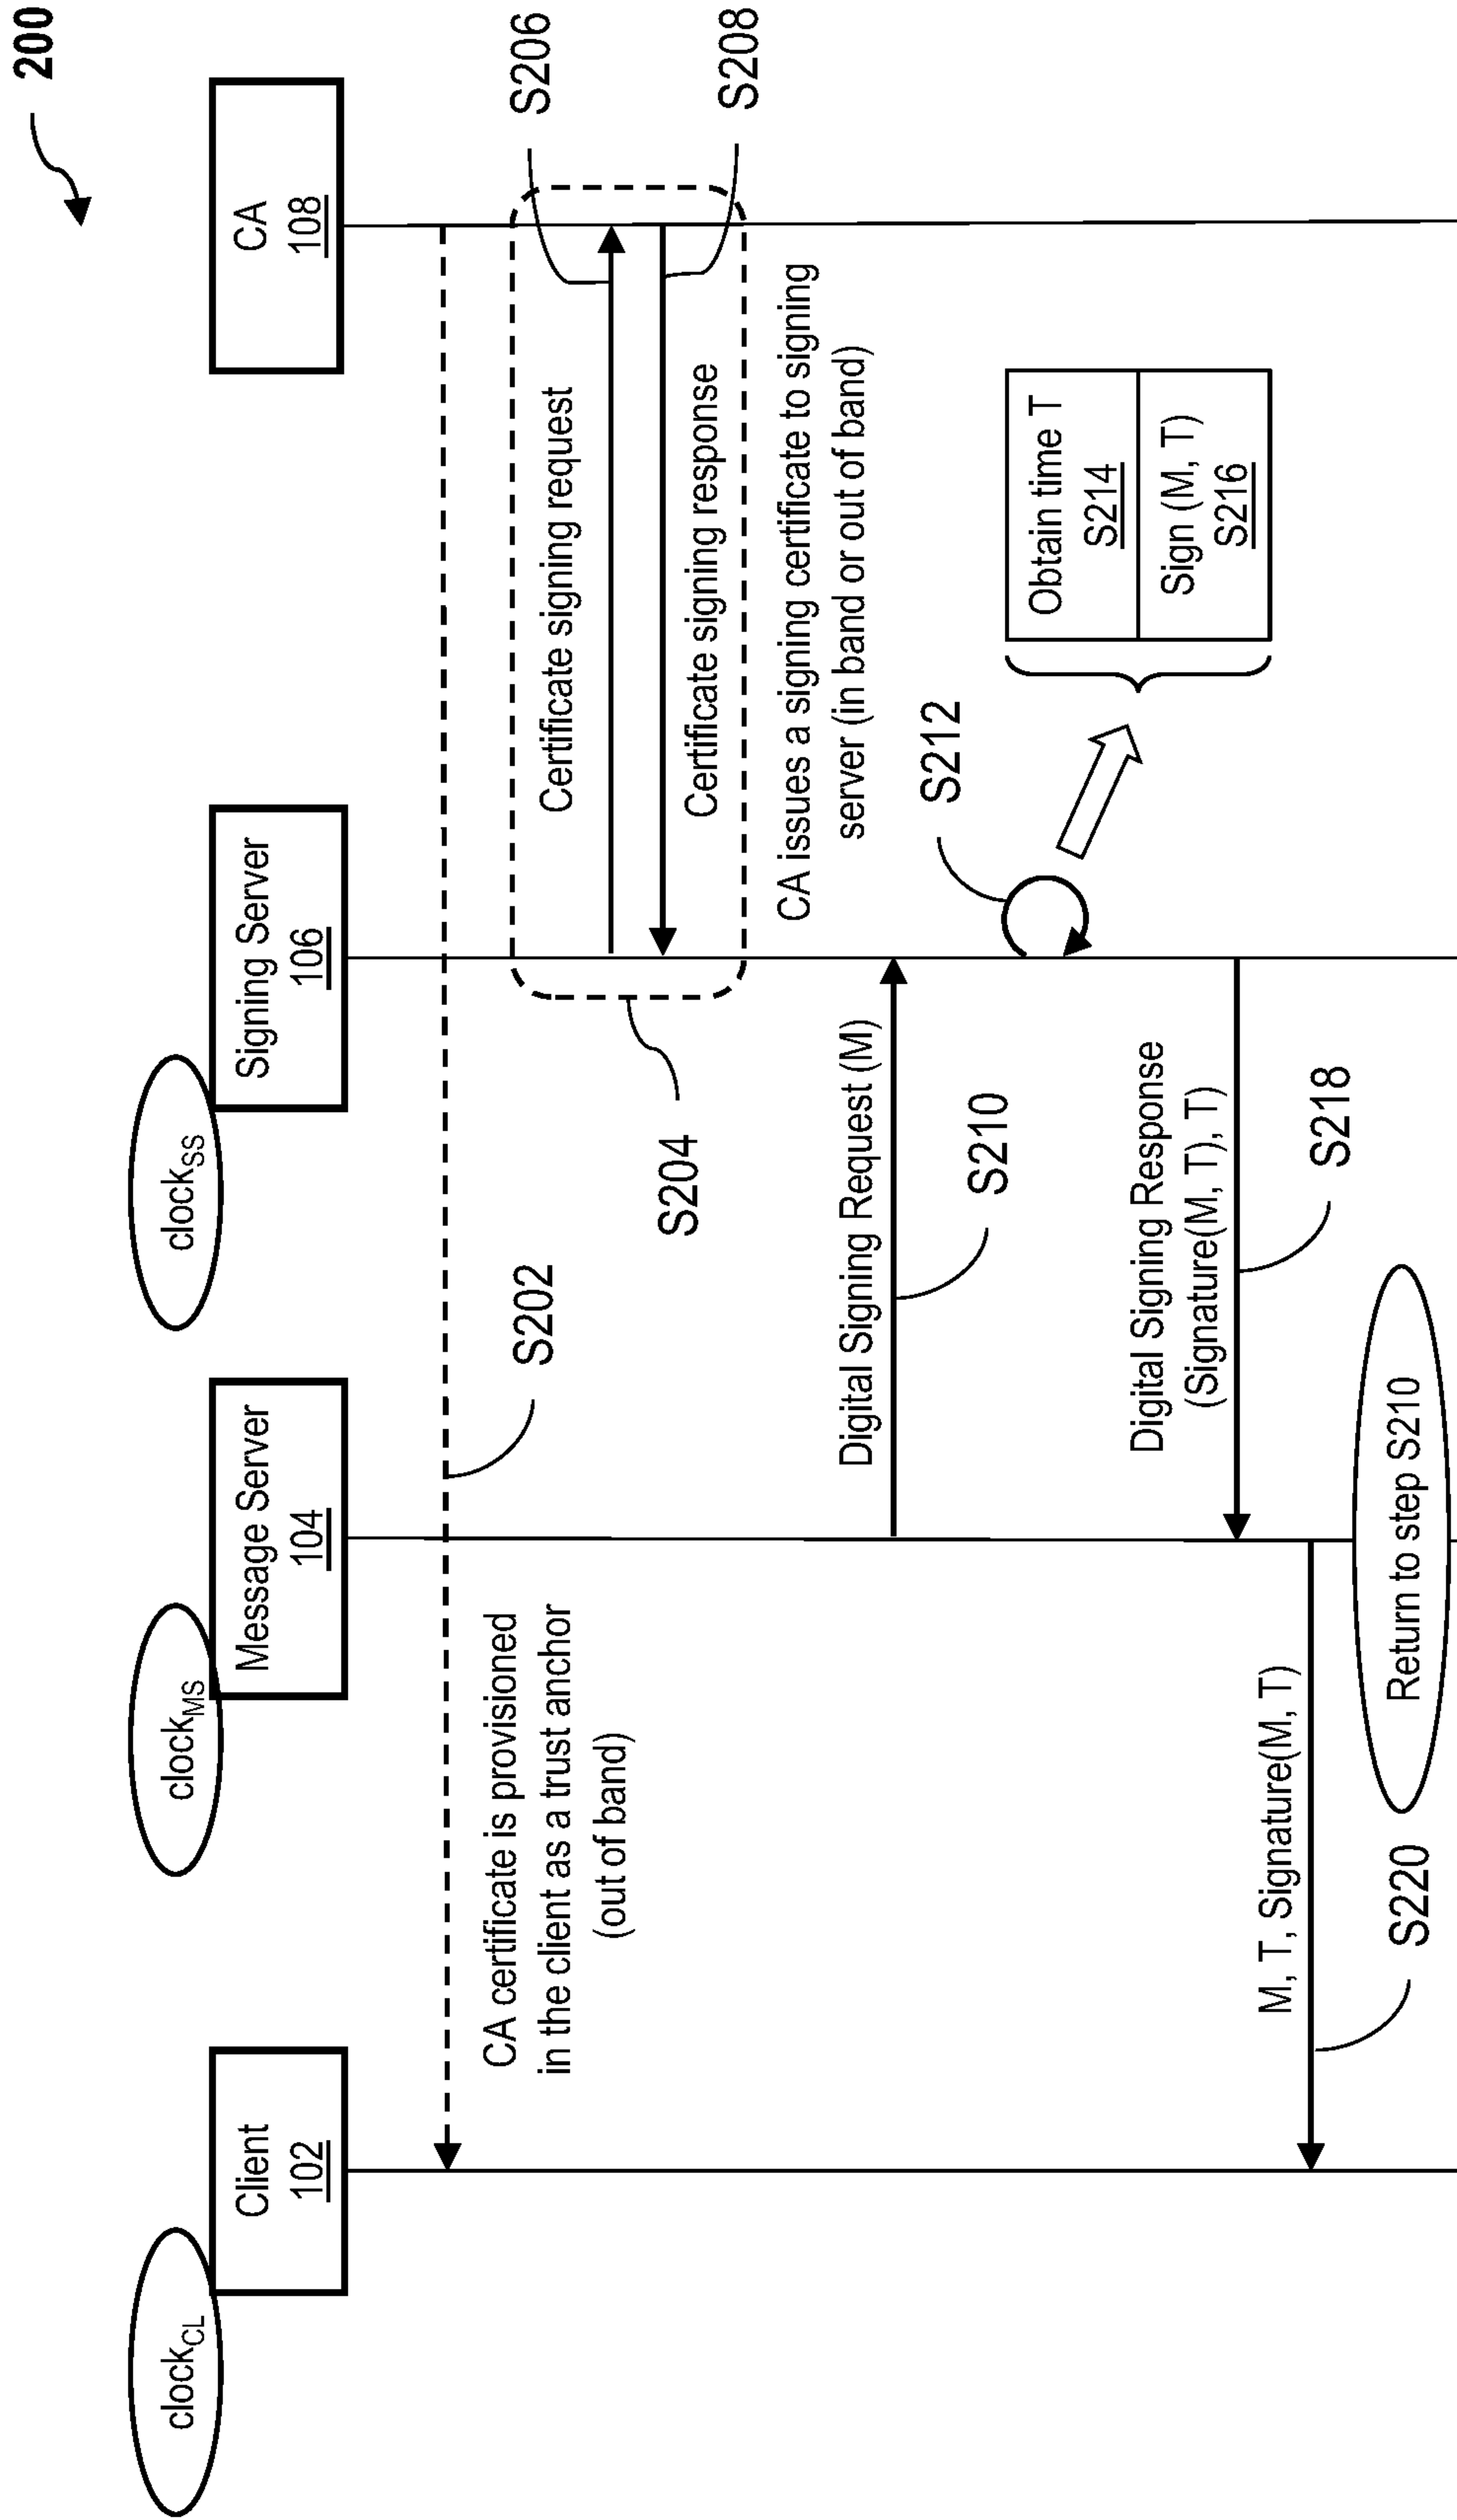 200
clockCL
clockMS
clockSS
Client
102
Message Server
104
Signing Server
106
CA
108
S202
CA certificate is provisioned
in the client as a trust anchor
(out of band)
S206
Certificate signing request
Certificate signing response
S208
S204
CA issues a signing certificate to signing
server (in band or out of band)
Digital Signing Request (M)
S210
S212
Obtain time T
S214
Sign (M, T)
S216
Digital Signing Response
(Signature(M, T), T)
S218
M, T, Signature(M, T)
S220
Return to step S210